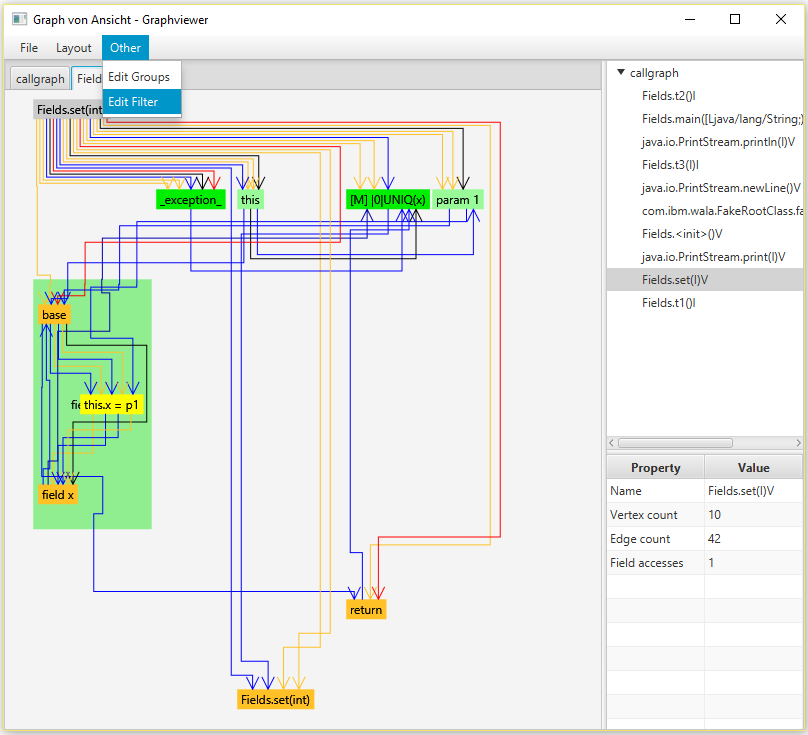 Graph von Ansicht - Graphviewer
File Layout Other
Edit Groups
Edit Filter
callgraph Field
Fields.set(int
_exception_ this [M] |0|UNIQ(x) param 1
base
fie this.x = p1
field x
return
Fields.set(int)
callgraph
Fields.t2()I
Fields.main([Ljava/lang/String;)
java.io.PrintStream.println(I)V
Fields.t3()I
java.io.PrintStream.newLine()V
com.ibm.wala.FakeRootClass.fa
Fields.<init>()V
java.io.PrintStream.print(I)V
Fields.set(I)V
Fields.t1()I
Property Value
Name Fields.set(I)V
Vertex count 10
Edge count 42
Field accesses 1